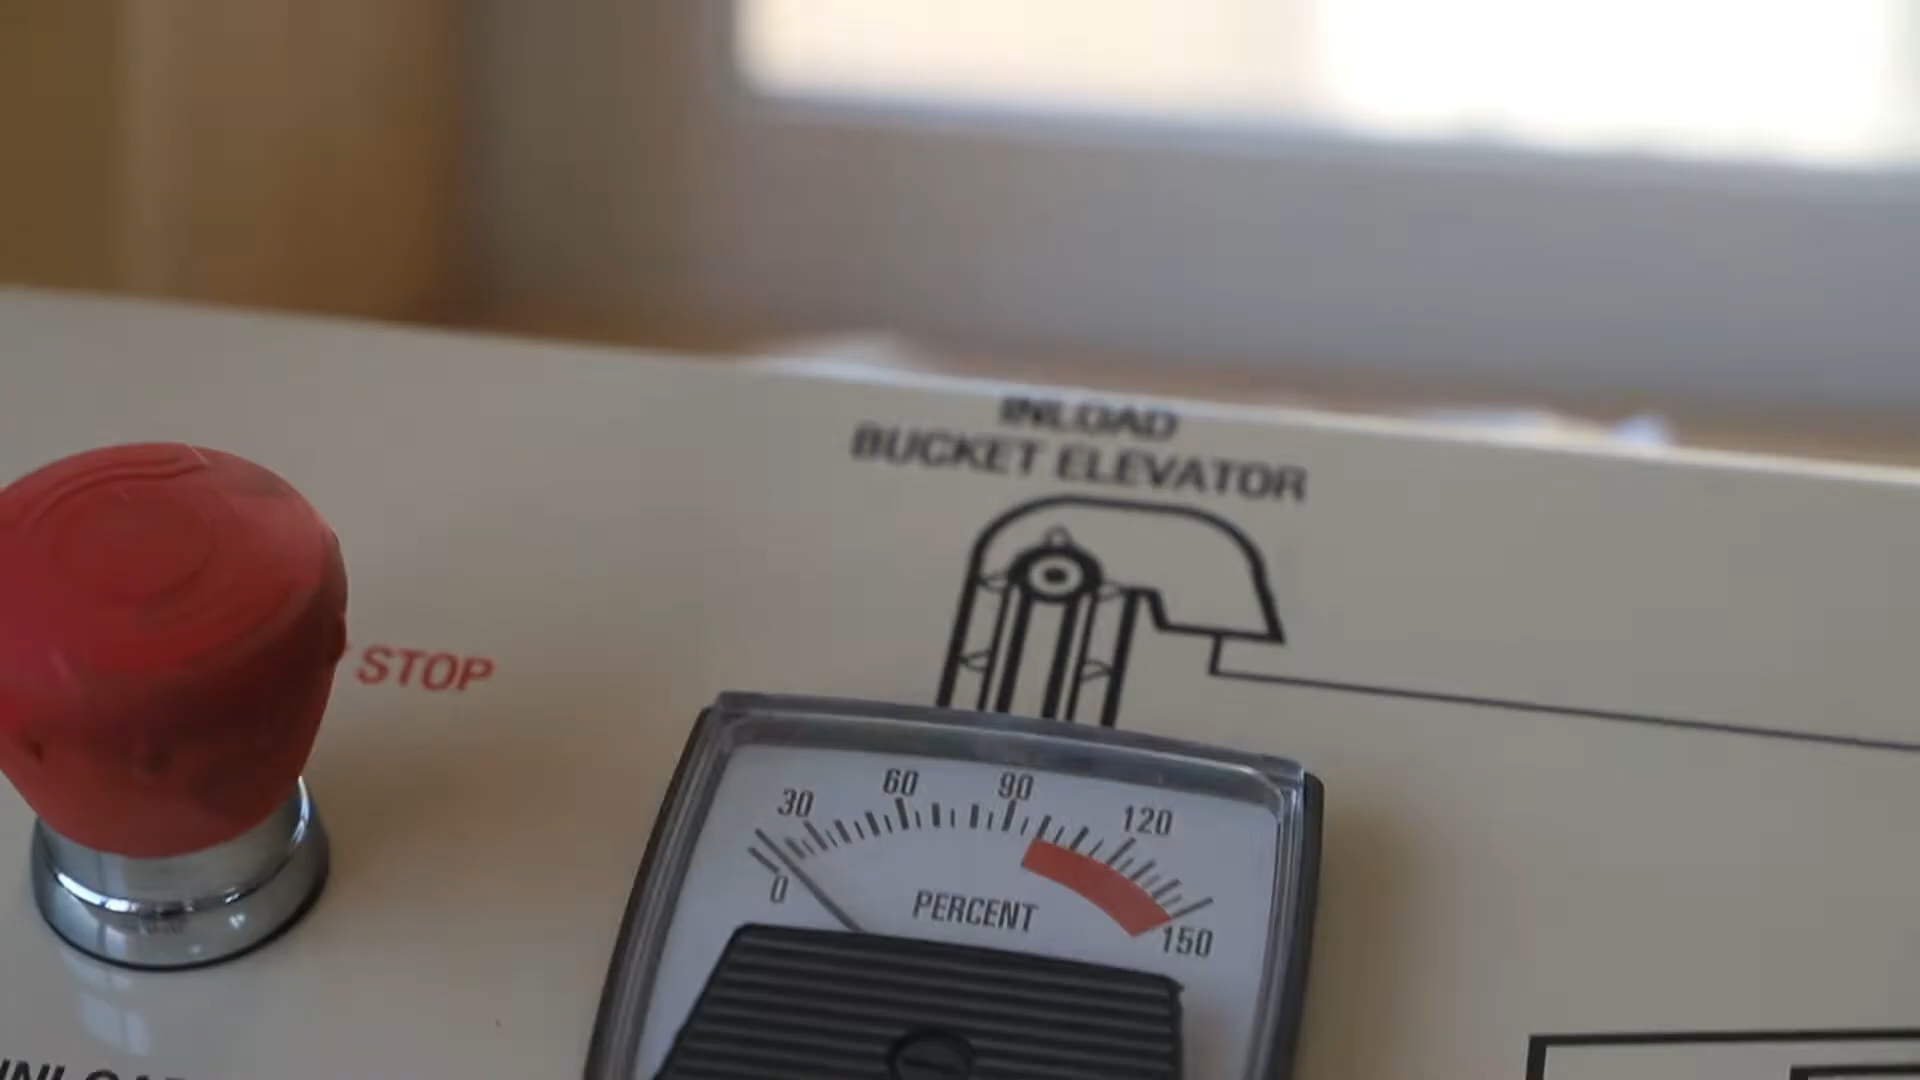 INLOAD
BUCKET ELEVATOR
STOP
0 30 60 90 120 150
PERCENT